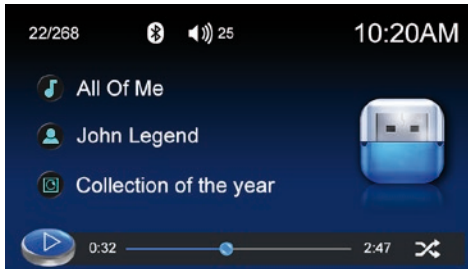 22/268 25 10:20AM
All Of Me
John Legend
Collection of the year
0:32 2:47